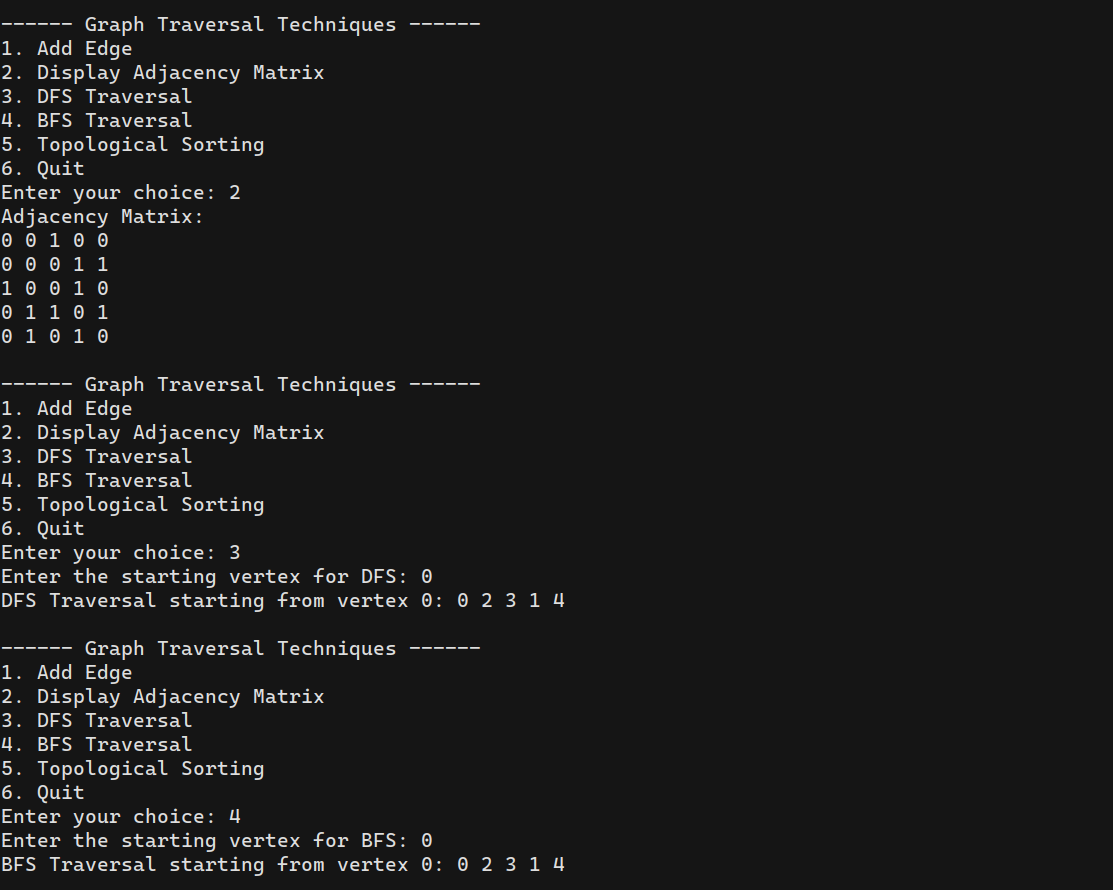 ------ Graph Traversal Techniques ------
1. Add Edge
2. Display Adjacency Matrix
3. DFS Traversal
4. BFS Traversal
5. Topological Sorting
6. Quit
Enter your choice: 2
Adjacency Matrix:
0 0 1 0 0
0 0 0 1 1
1 0 0 1 0
0 1 1 0 1
0 1 0 1 0
------ Graph Traversal Techniques ------
1. Add Edge
2. Display Adjacency Matrix
3. DFS Traversal
4. BFS Traversal
5. Topological Sorting
6. Quit
Enter your choice: 3
Enter the starting vertex for DFS: 0
DFS Traversal starting from vertex 0: 0 2 3 1 4
------ Graph Traversal Techniques ------
1. Add Edge
2. Display Adjacency Matrix
3. DFS Traversal
4. BFS Traversal
5. Topological Sorting
6. Quit
Enter your choice: 4
Enter the starting vertex for BFS: 0
BFS Traversal starting from vertex 0: 0 2 3 1 4